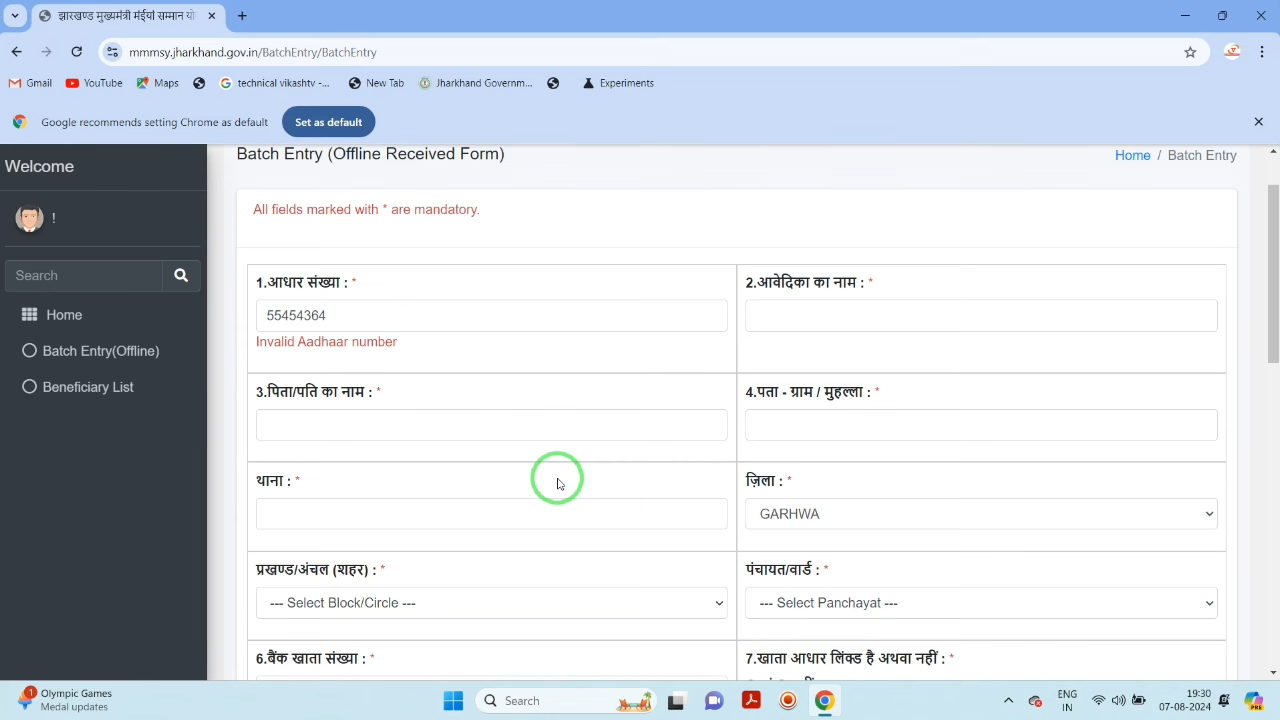 झारखण्ड मुख्यमंत्री मंईयां सम्मान यो
mmmsy.jharkhand.gov.in/BatchEntry/BatchEntry
Gmail YouTube Maps technical vikashtv -... New Tab Jharkhand Governm... Experiments
Google recommends setting Chrome as default Set as default
Welcome
Batch Entry (Offline Received Form)
Home / Batch Entry
!
Search
Home
Batch Entry(Offline)
Beneficiary List
All fields marked with * are mandatory.
1.आधार संख्या : *
55454364
Invalid Aadhaar number
2.आवेदिका का नाम : *
3.पिता/पति का नाम : *
4.पता - ग्राम / मुहल्ला : *
थाना : *
ज़िला : *
GARHWA
प्रखण्ड/अंचल (शहर) : *
--- Select Block/Circle ---
पंचायत/वार्ड : *
--- Select Panchayat ---
6.बैंक खाता संख्या : *
7.खाता आधार लिंक्ड है अथवा नहीं : *
1
Olympic Games
Medal updates
Search
ENG
IN
19:30
07-08-2024